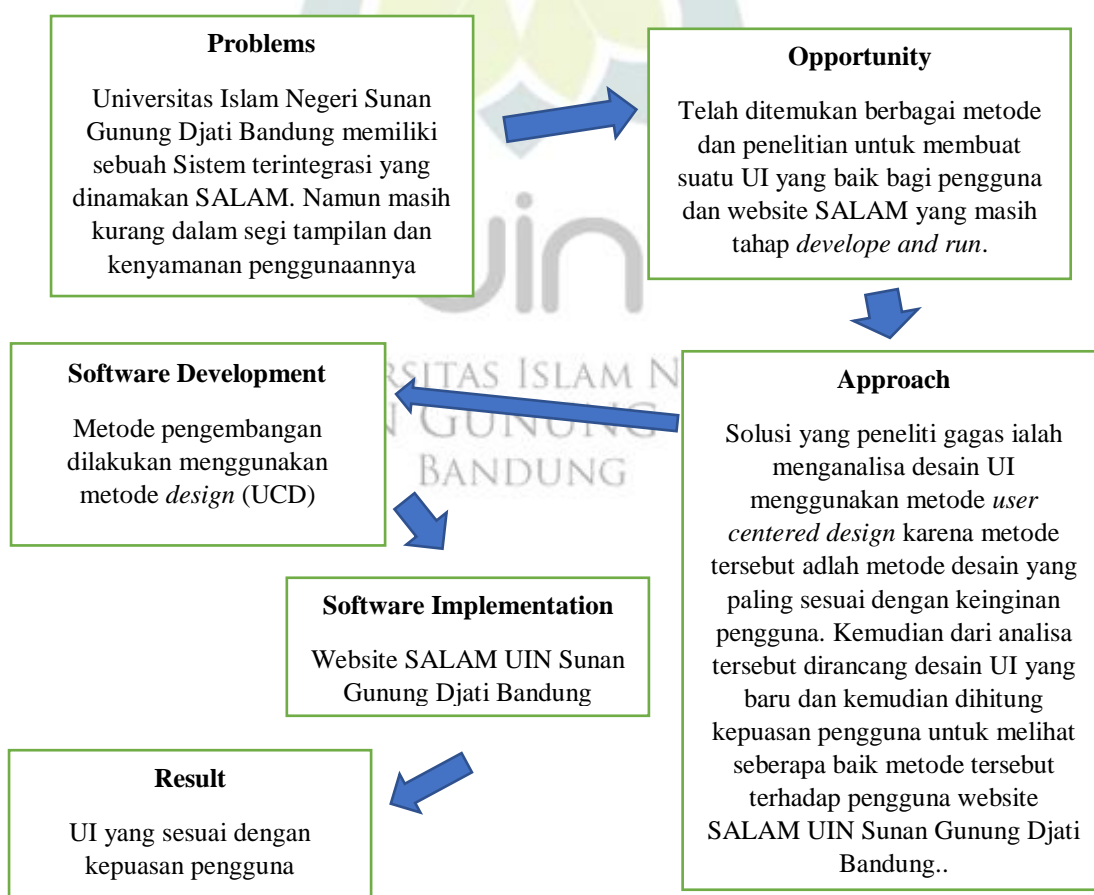 Problems
Universitas Islam Negeri Sunan
Gunung Djati Bandung memiliki
sebuah Sistem terintegrasi yang
dinamakan SALAM. Namun masih
kurang dalam segi tampilan dan
kenyamanan penggunaannya
Opportunity
Telah ditemukan berbagai metode
dan penelitian untuk membuat
suatu UI yang baik bagi pengguna
dan website SALAM yang masih
tahap develope and run.
uin
RSITAS ISLAM N
N GUNUNG
BANDUNG
Approach
Solusi yang peneliti gagas ialah
menganalisa desain UI
menggunakan metode user
centered design karena metode
tersebut adlah metode desain yang
paling sesuai dengan keinginan
pengguna. Kemudian dari analisa
tersebut dirancang desain UI yang
baru dan kemudian dihitung
kepuasan pengguna untuk melihat
seberapa baik metode tersebut
terhadap pengguna website
SALAM UIN Sunan Gunung Djati
Bandung..
Software Development
Metode pengembangan
dilakukan menggunakan
metode design (UCD)
Software Implementation
Website SALAM UIN Sunan
Gunung Djati Bandung
Result
UI yang sesuai dengan
kepuasan pengguna